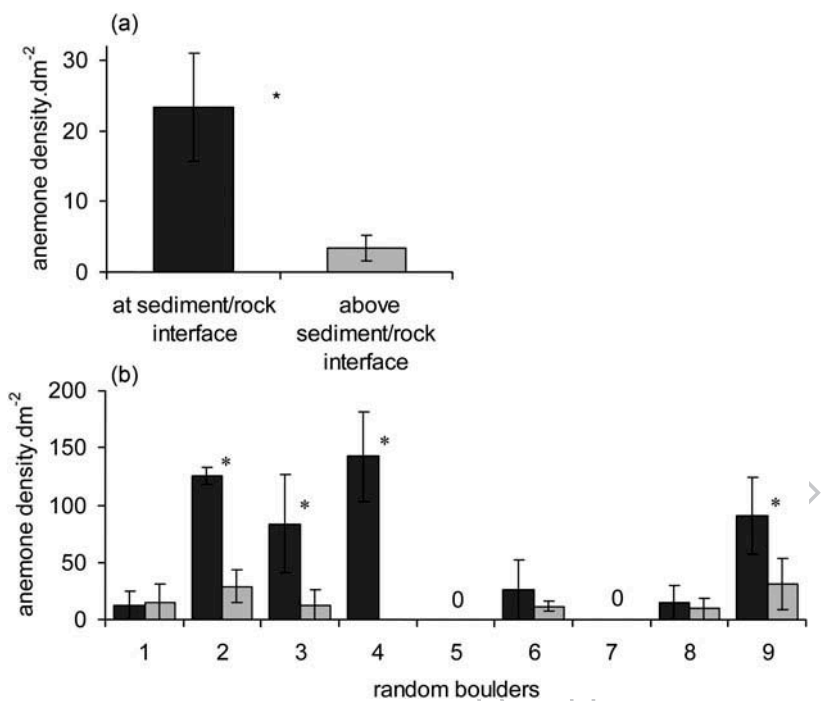 (a)
anemone density.dm-2
30
20
10
0
*
at sediment/rock
interface
above
sediment/rock
interface
(b)
anemone density.dm-2
200
150
100
50
0
*
*
*
0
0
*
1 2 3 4 5 6 7 8 9
random boulders